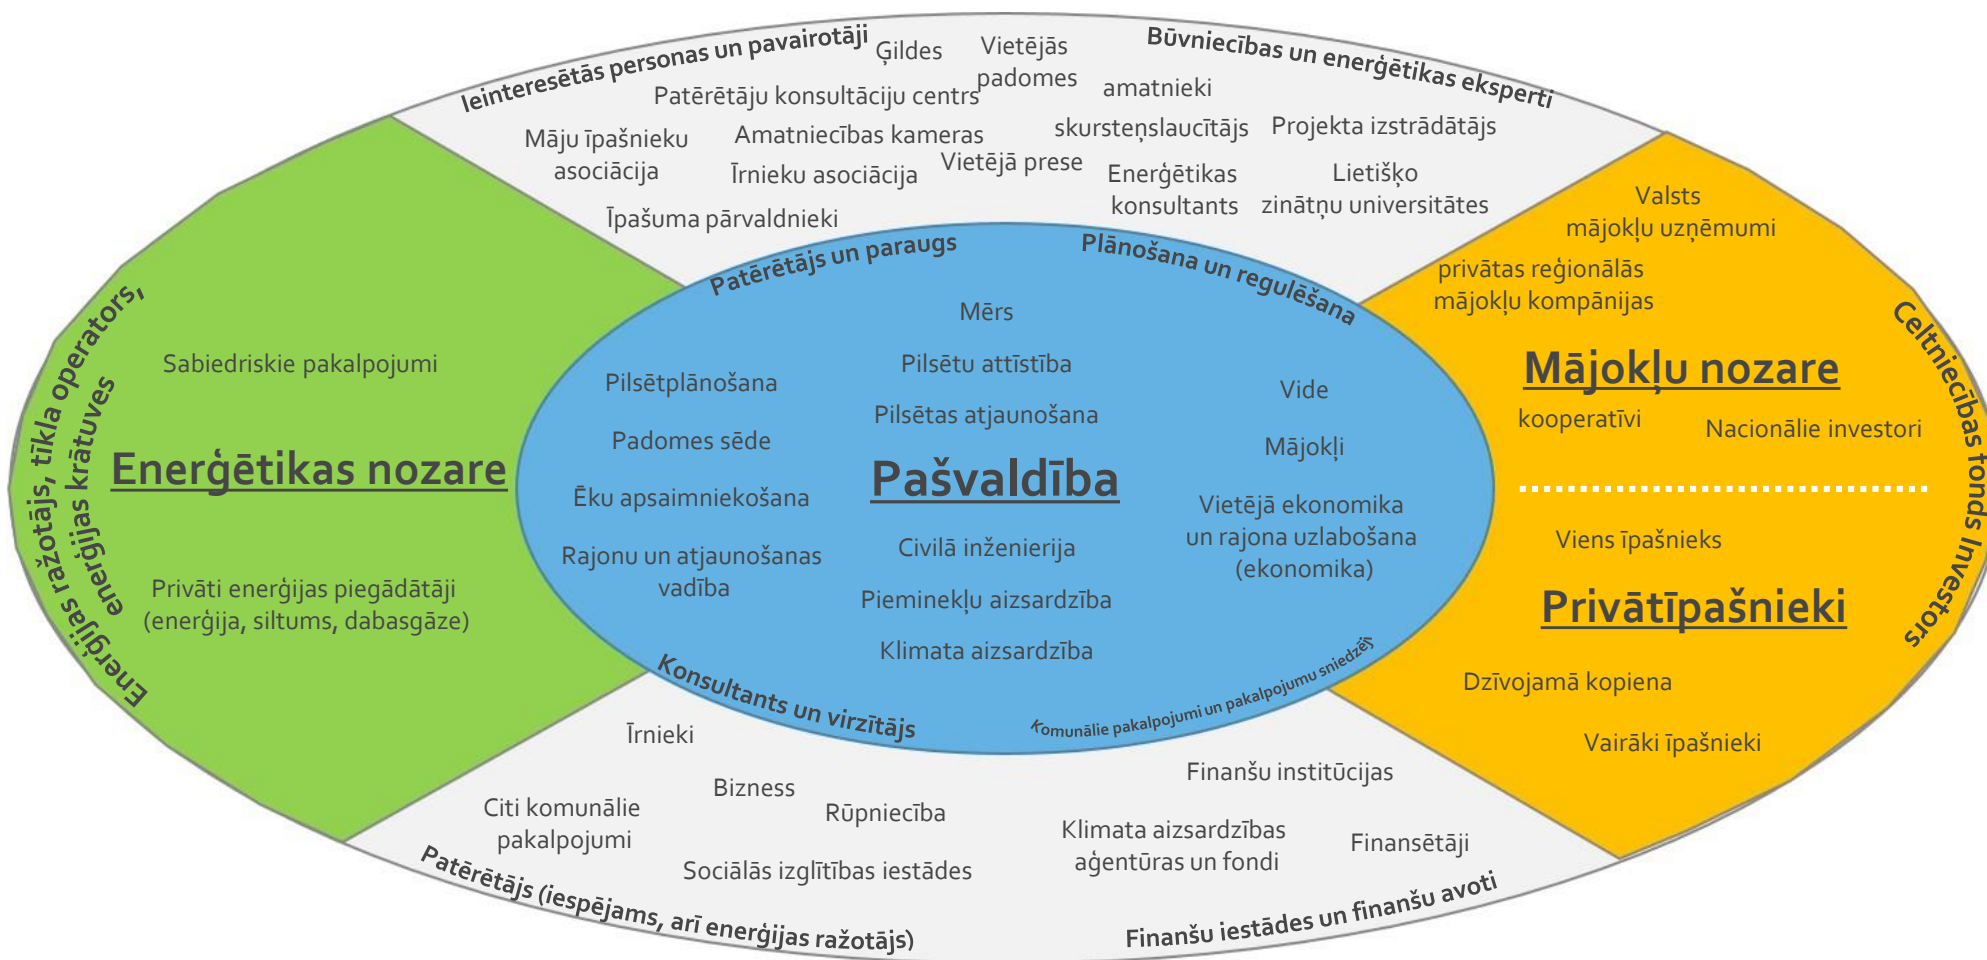 Ieinteresētās personas un pavairotāji
Ģildes
Vietējās
padomes
Patērētāju konsultāciju centrs
Māju īpašnieku
asociācija
Amatniecības kameras
Īrnieku asociācija
Vietējā prese
Īpašuma pārvaldnieki
Būvniecības un enerģētikas eksperti
amatnieki
skursteņslaucītājs
Projekta izstrādātājs
Enerģētikas
konsultants
Lietišķo
zinātņu universitātes
Enerģijas ražotājs, tīkla operators,
enerģijas krātuves
Sabiedriskie pakalpojumi
Enerģētikas nozare
Privāti enerģijas piegādātāji
(enerģija, siltums, dabasgāze)
Patērētājs un paraugs
Plānošana un regulēšana
Mērs
Pilsētu attīstība
Pilsētas atjaunošana
Pilsētplānošana
Padomes sēde
Ēku apsaimniekošana
Rajonu un atjaunošanas
vadība
Pašvaldība
Civilā inženierija
Pieminekļu aizsardzība
Klimata aizsardzība
Vide
Mājokļi
Vietējā ekonomika
un rajona uzlabošana
(ekonomika)
Konsultants un virzītājs
Komunālie pakalpojumi un pakalpojumu sniedzēj
Valsts
mājokļu uzņēmumi
privātas reģionālās
mājokļu kompānijas
Mājokļu nozare
kooperatīvi
Nacionālie investori
Viens īpašnieks
Privātīpašnieki
Dzīvojamā kopiena
Vairāki īpašnieki
Celtniecības fonds Investors
Īrnieki
Bizness
Citi komunālie
pakalpojumi
Rūpniecība
Sociālās izglītības iestādes
Patērētājs (iespējams, arī enerģijas ražotājs)
Finanšu institūcijas
Klimata aizsardzības
aģentūras un fondi
Finansētāji
Finanšu iestādes un finanšu avoti